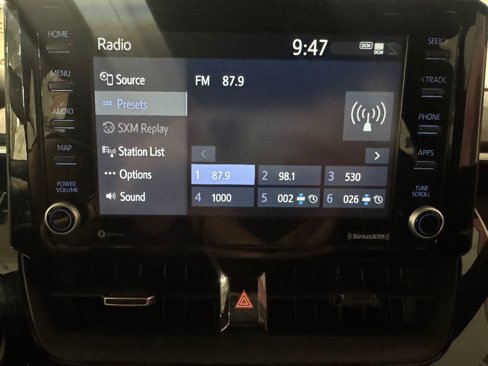 HOME
MENU
AUDIO
MAP
POWER
VOLUME
Radio
9:47
DCM
Source
Presets
SXM Replay
Station List
Options
Sound
FM 87.9
1 87.9
2 98.1
3 530
4 1000
5 002
6 026
SEEK>
<TRACK
PHONE
APPS
TUNE
SCROLL
SiriusXM